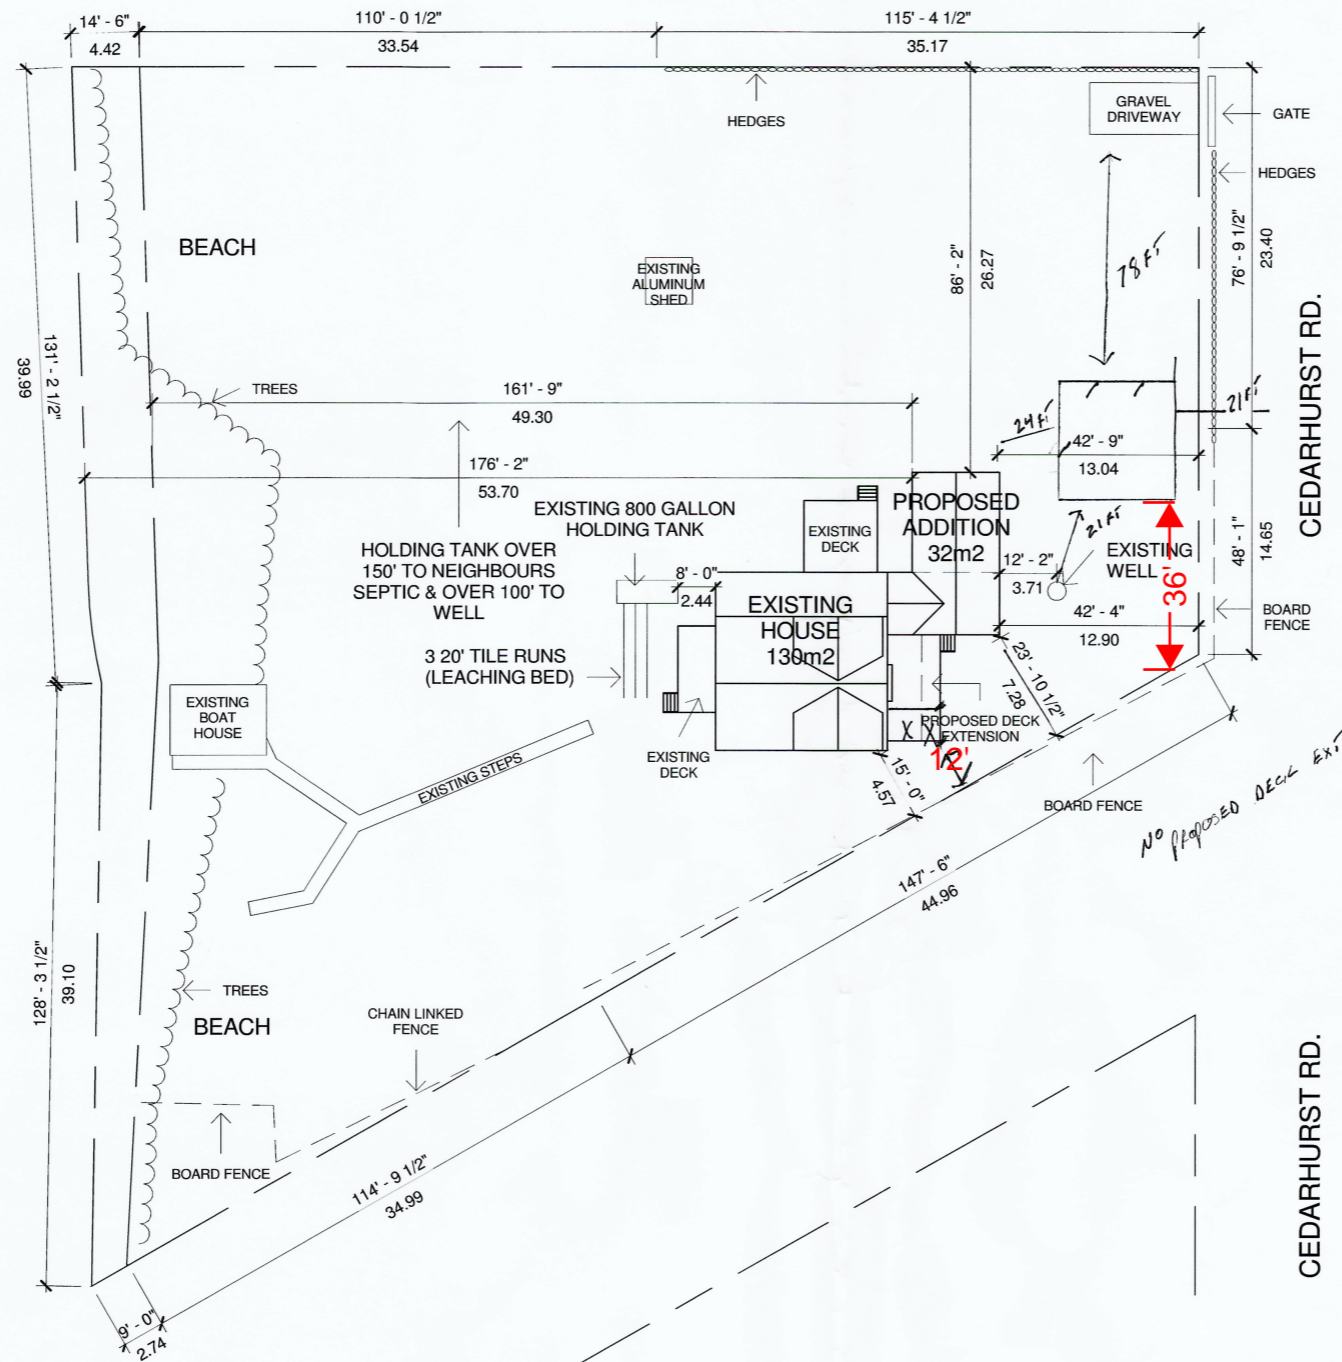 14' - 6"
110' - 0 1/2"
115' - 4 1/2"
4.42
33.54
35.17
HEDGES
GRAVEL
DRIVEWAY
GATE
HEDGES
BEACH
EXISTING
ALUMINUM
SHED
86' - 2"
26.27
78 FT
76' - 9 1/2"
23.40
CEDARHURST RD.
131' - 2 1/2"
39.99
TREES
161' - 9"
49.30
24 FT
21 FT
42' - 9"
13.04
176' - 2"
53.70
EXISTING 800 GALLON
HOLDING TANK
EXISTING
DECK
PROPOSED
ADDITION
32m2
21 FT
HOLDING TANK OVER
150' TO NEIGHBOURS
SEPTIC & OVER 100' TO
WELL
8' - 0"
2.44
12' - 2"
3.71
EXISTING
WELL
36'
48' - 1"
14.65
EXISTING
HOUSE
130m2
42' - 4"
12.90
BOARD
FENCE
3 20' TILE RUNS
(LEACHING BED)
23' - 10 1/2"
7.28
EXISTING
BOAT
HOUSE
PROPOSED DECK
EXTENSION
X X
12'
EXISTING
DECK
EXISTING STEPS
15' - 0"
4.57
BOARD FENCE
NO PROPOSED DECK EXT
147' - 6"
44.96
128' - 3 1/2"
39.10
TREES
BEACH
CHAIN LINKED
FENCE
BOARD FENCE
114' - 9 1/2"
34.99
CEDARHURST RD.
9' - 0"
2.74